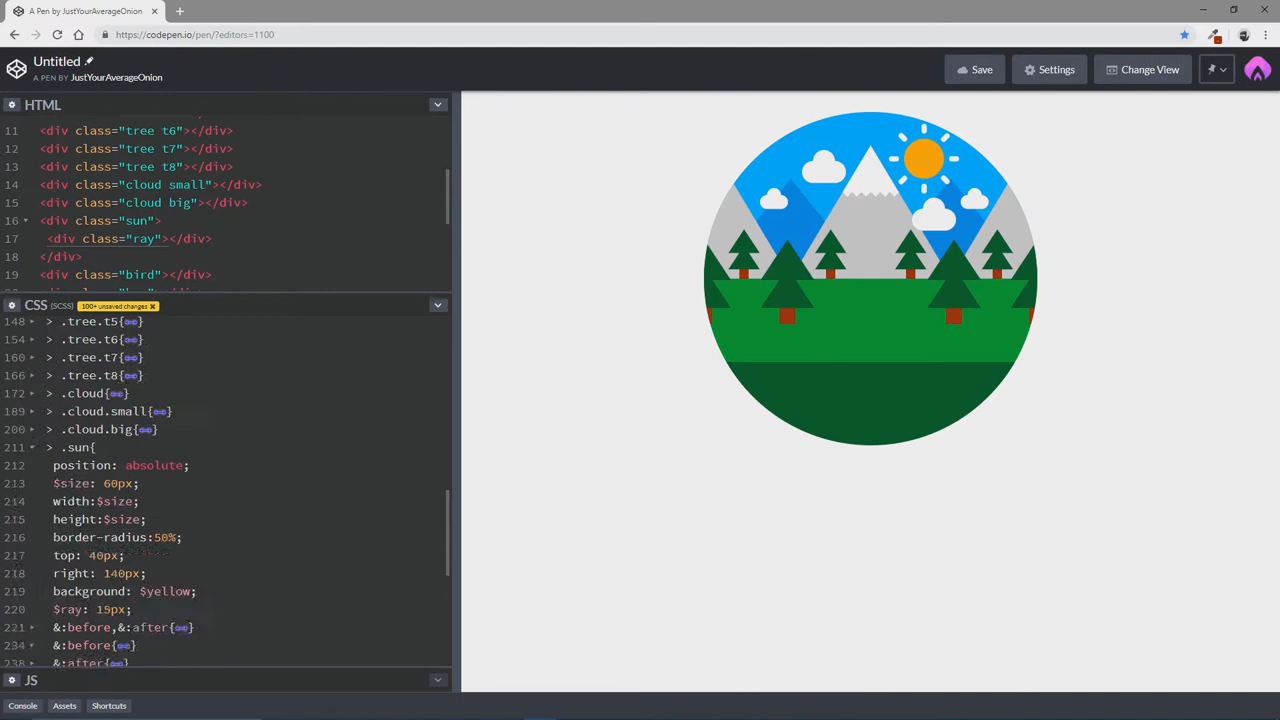 A Pen by JustYourAverageOnion
https://codepen.io/pen/?editors=1100
Untitled
A PEN BY JustYourAverageOnion
Save
Settings
Change View
HTML
11 <div class="tree t6"></div>
12 <div class="tree t7"></div>
13 <div class="tree t8"></div>
14 <div class="cloud small"></div>
15 <div class="cloud big"></div>
16 <div class="sun">
17 <div class="ray"></div>
18 </div>
19 <div class="bird"></div>
CSS (SCSS) 100+ unsaved changes ×
148 > .tree.t5{}
154 > .tree.t6{}
160 > .tree.t7{}
166 > .tree.t8{}
172 > .cloud{}
189 > .cloud.small{}
200 > .cloud.big{}
211 > .sun{
212 position: absolute;
213 $size: 60px;
214 width:$size;
215 height:$size;
216 border-radius:50%;
217 top: 40px;
218 right: 140px;
219 background: $yellow;
220 $ray: 15px;
221 &:before,&:after{}
234 &:before{}
238 &:after{}
JS
Console
Assets
Shortcuts